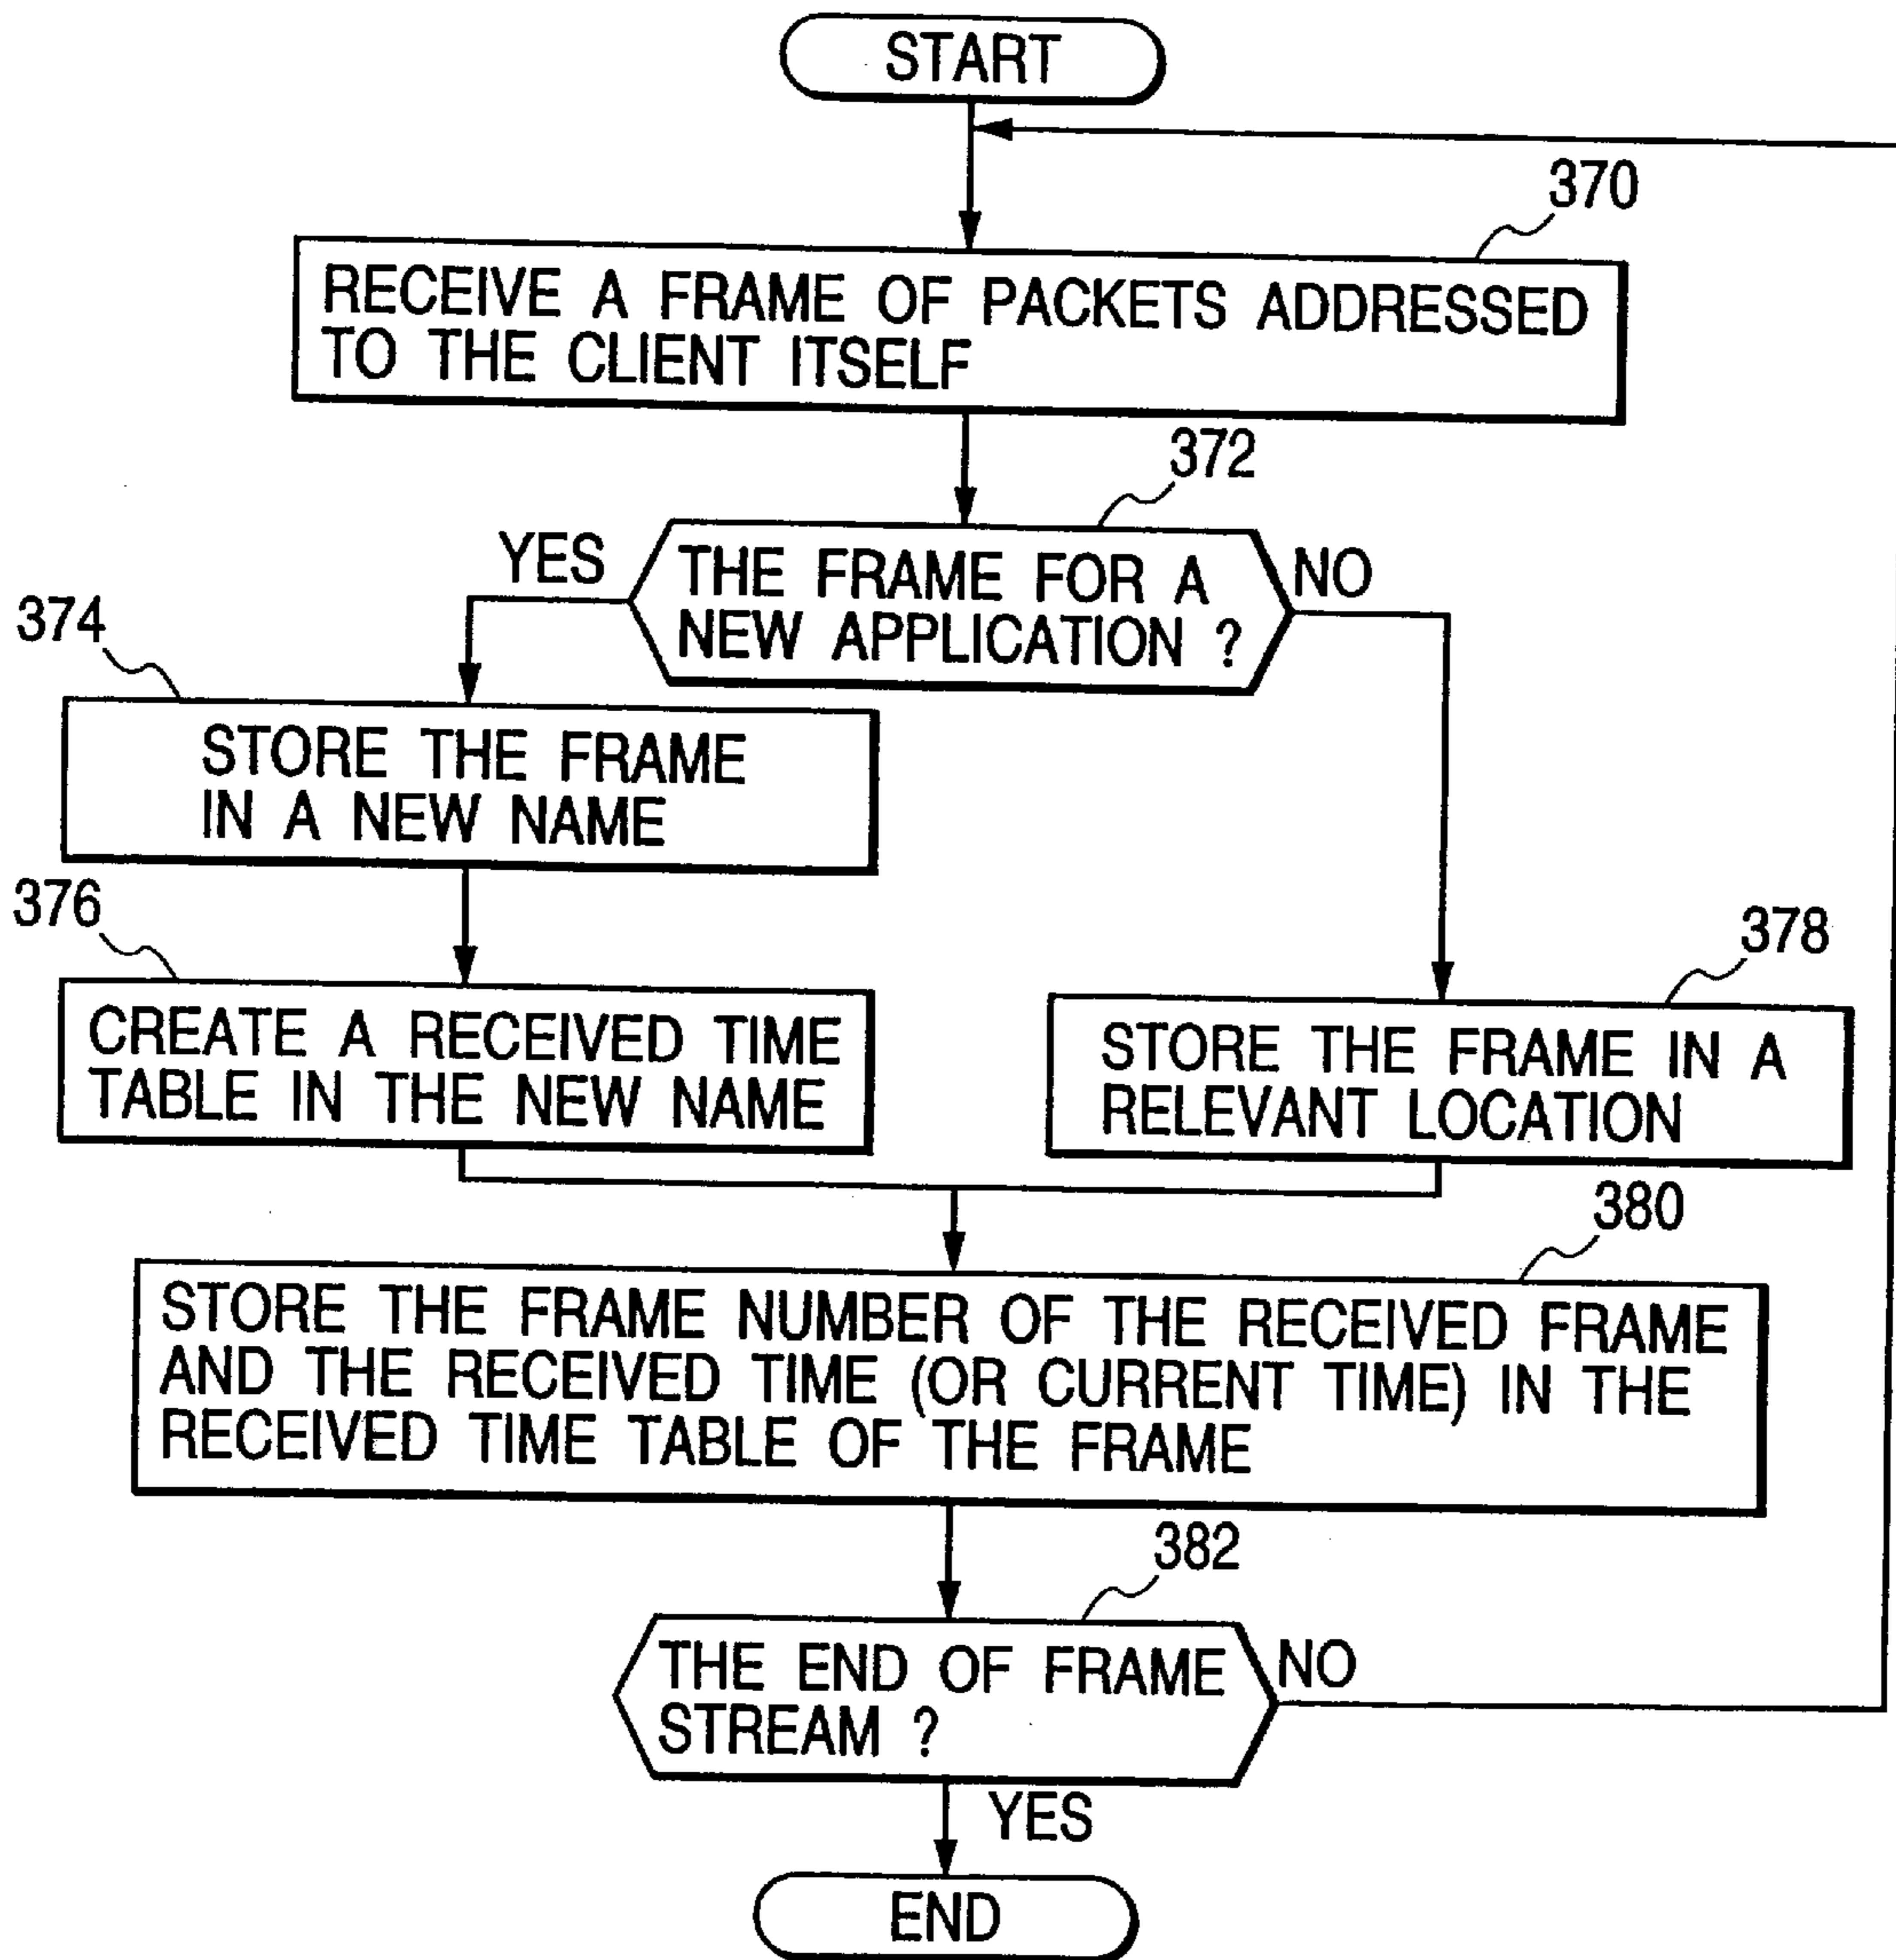 START
370
RECEIVE A FRAME OF PACKETS ADDRESSED
TO THE CLIENT ITSELF
372
YES
THE FRAME FOR A
NEW APPLICATION ?
NO
374
STORE THE FRAME
IN A NEW NAME
376
CREATE A RECEIVED TIME
TABLE IN THE NEW NAME
378
STORE THE FRAME IN A
RELEVANT LOCATION
380
STORE THE FRAME NUMBER OF THE RECEIVED FRAME
AND THE RECEIVED TIME (OR CURRENT TIME) IN THE
RECEIVED TIME TABLE OF THE FRAME
382
THE END OF FRAME
STREAM ?
NO
YES
END